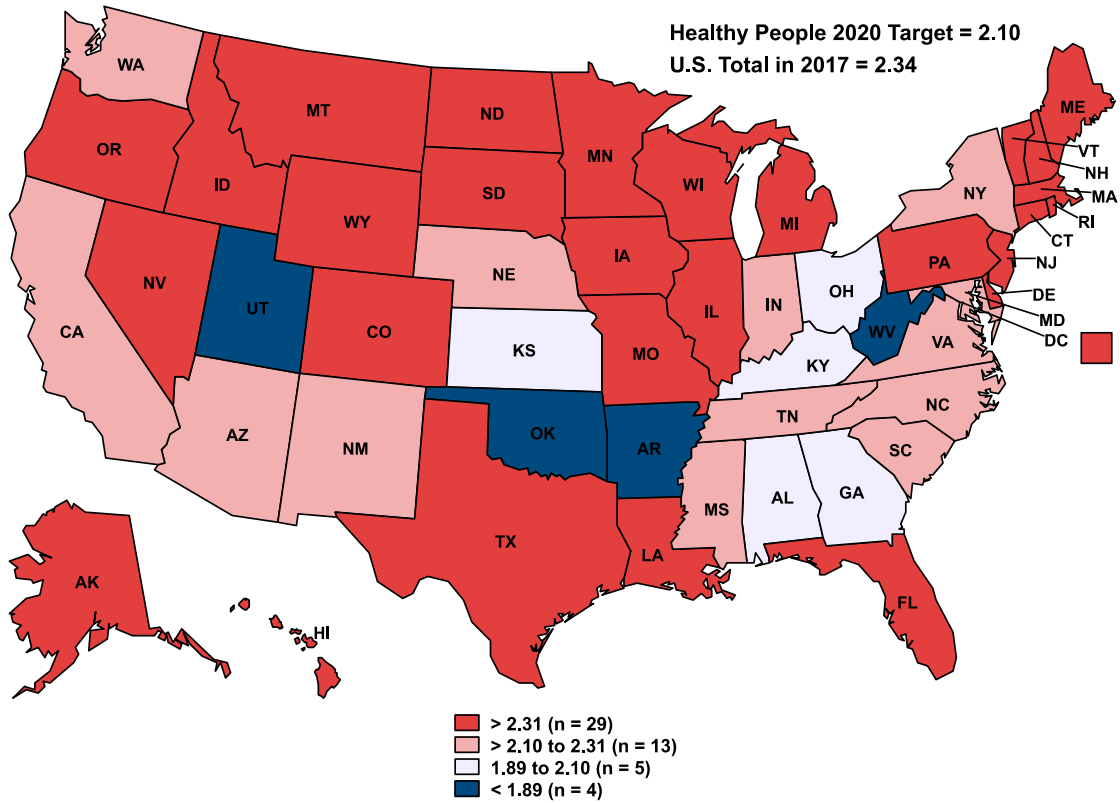 Healthy People 2020 Target = 2.10
U.S. Total in 2017 = 2.34
WA
MT
ND
ME
OR
MN
VT
ID
NH
SD
WI
NY
MA
WY
MI
RI
CT
IA
PA
NJ
NE
NV
OH
DE
IN
UT
IL
MD
CA
CO
WV
DC
KS
MO
VA
KY
NC
TN
AZ
OK
AR
NM
SC
MS
AL
GA
TX
LA
AK
FL
HI
> 2.31 (n = 29)
> 2.10 to 2.31 (n = 13)
1.89 to 2.10 (n = 5)
< 1.89 (n = 4)